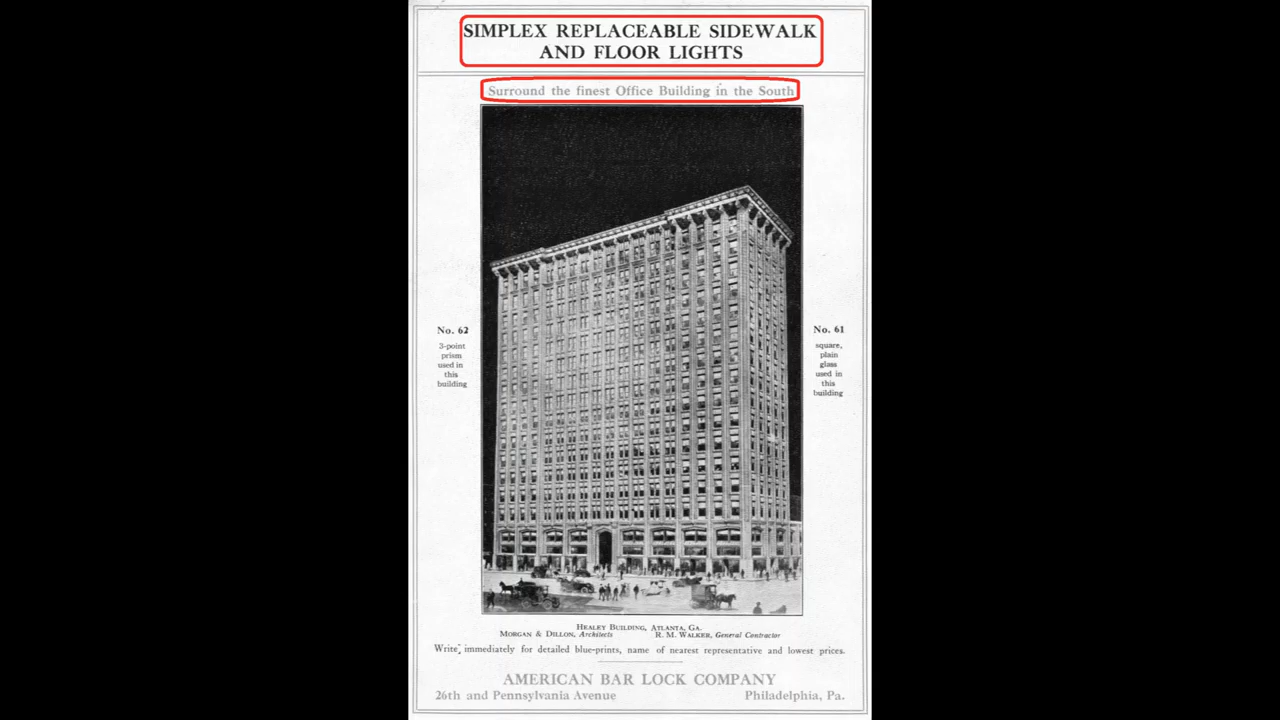 SIMPLEX REPLACEABLE SIDEWALK
AND FLOOR LIGHTS
Surround the finest Office Building in the South
No. 62
3-point
prism
used in
this
building
No. 61
square,
plain
glass
used in
this
building
HEALEY BUILDING, ATLANTA, GA.
MORGAN & DILLON, Architects R. M. WALKER, General Contractor
Write immediately for detailed blue-prints, name of nearest representative and lowest prices.
AMERICAN BAR LOCK COMPANY
26th and Pennsylvania Avenue Philadelphia, Pa.